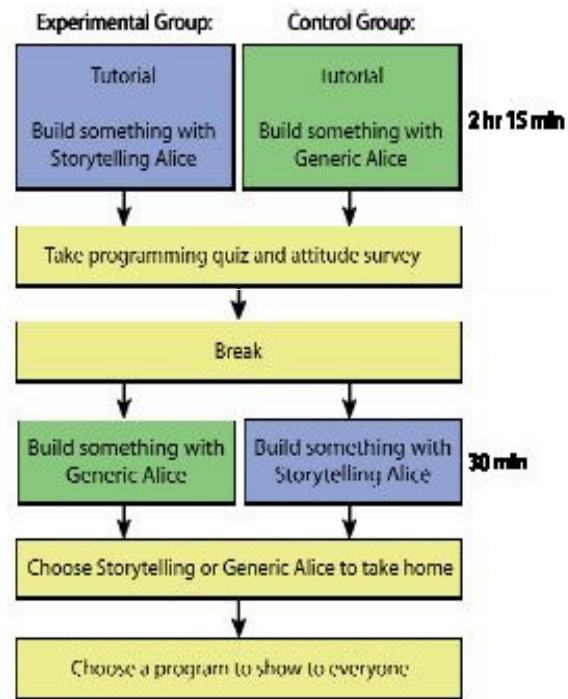 Experimental Group:
Control Group:
Tutorial
Build something with
Storytelling Alice
Tutorial
Build something with
Generic Alice
2 hr 15 min
Take programming quiz and attitude survey
Break
Build something with
Generic Alice
Build something with
Storytelling Alice
30 min
Choose Storytelling or Generic Alice to take home
Choose a program to show to everyone